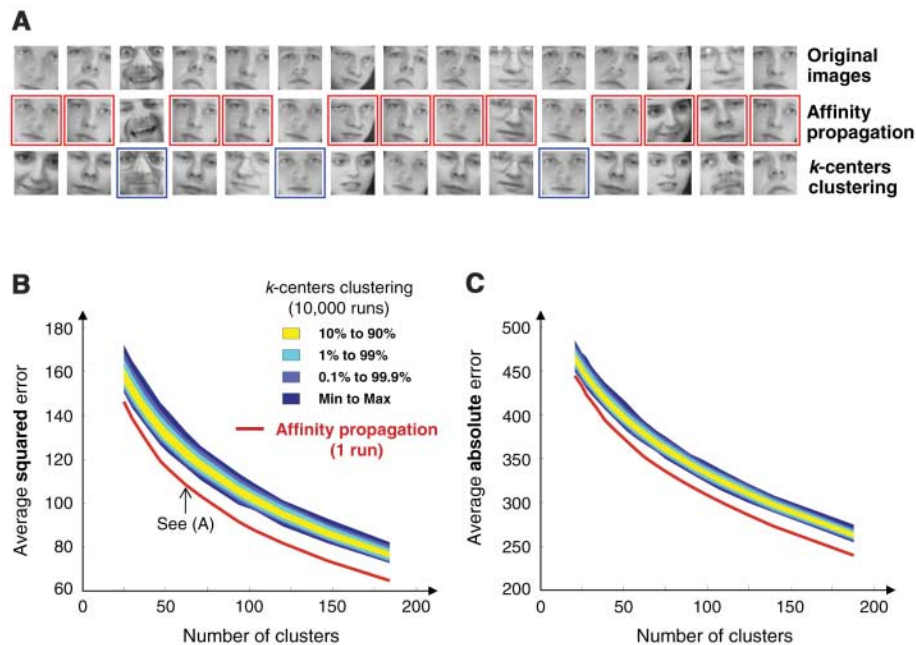 A
Original
images
Affinity
propagation
k-centers
clustering
B
k-centers clustering
(10,000 runs)
10% to 90%
1% to 99%
0.1% to 99.9%
Min to Max
Affinity propagation
(1 run)
See (A)
Average squared error
180
160
140
120
100
80
60
0
50
100
150
200
Number of clusters
C
Average absolute error
500
450
400
350
300
250
200
0
50
100
150
200
Number of clusters